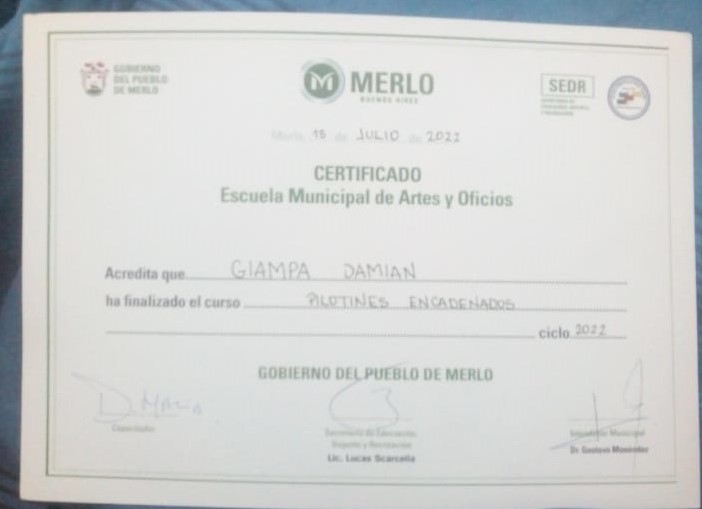 GOBIERNO
DEL PUEBLO
DE MERLO
M MERLO
BUENOS AIRES
SEDR
Merlo 15 de JULIO de 2022
CERTIFICADO
Escuela Municipal de Artes y Oficios
Acredita que GIAMPA DAMIAN
ha finalizado el curso PILOTINES ENCADENADOS
ciclo 2022
GOBIERNO DEL PUEBLO DE MERLO
Capacitador
Secretaría de Educación,
Deporte y Recreación
Lic. Lucas Scarcella
Intendente Municipal
Dr Gustavo Menéndez